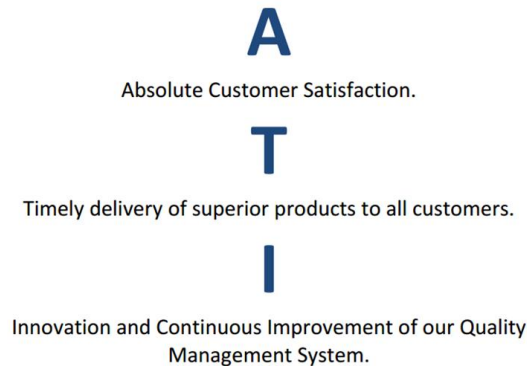 A
Absolute Customer Satisfaction.
T
Timely delivery of superior products to all customers.
I
Innovation and Continuous Improvement of our Quality
Management System.